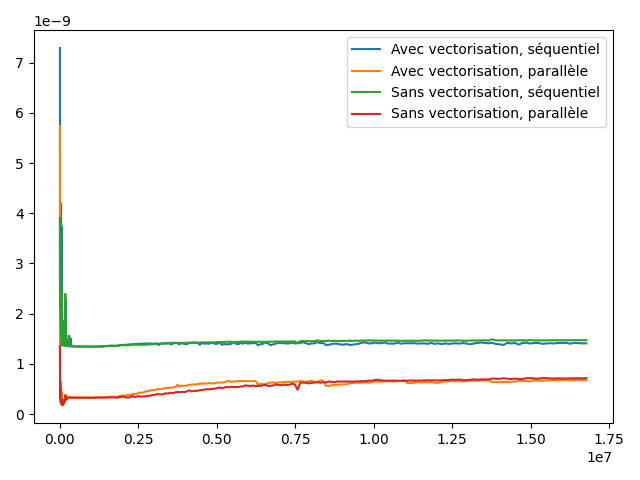 1e−9
Avec vectorisation, séquentiel
Avec vectorisation, parallèle
Sans vectorisation, séquentiel
Sans vectorisation, parallèle
7
6
5
4
3
2
1
0
0.00 0.25 0.50 0.75 1.00 1.25 1.50 1.75
1e7